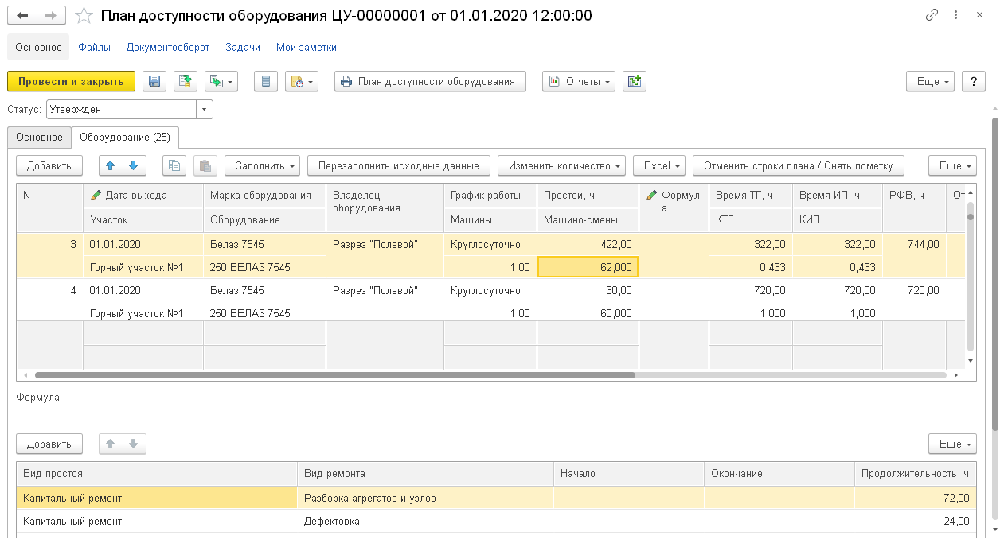 План доступности оборудования ЦУ-00000001 от 01.01.2020 12:00:00
Основное Файлы Документооборот Задачи Мои заметки
Провести и закрыть План доступности оборудования Отчеты Еще ?
Статус: Утвержден
Основное Оборудование (25)
Добавить Заполнить Перезаполнить исходные данные Изменить количество Excel Отменить строки плана / Снять пометку Еще
N Дата выхода Марка оборудования Владелец оборудования График работы Простои, ч Формула Время ТГ, ч Время ИП, ч РФВ, ч От
Участок Оборудование Машины Машино-смены КТГ КИП
3 01.01.2020 Белаз 7545 Разрез "Полевой" Круглосуточно 422,00 322,00 322,00 744,00
Горный участок №1 250 БЕЛАЗ 7545 1,00 62,000 0,433 0,433
4 01.01.2020 Белаз 7545 Разрез "Полевой" Круглосуточно 30,00 720,00 720,00 720,00
Горный участок №1 250 БЕЛАЗ 7545 1,00 60,000 1,000 1,000
Формула:
Добавить Еще
Вид простоя Вид ремонта Начало Окончание Продолжительность, ч
Капитальный ремонт Разборка агрегатов и узлов 72,00
Капитальный ремонт Дефектовка 24,00